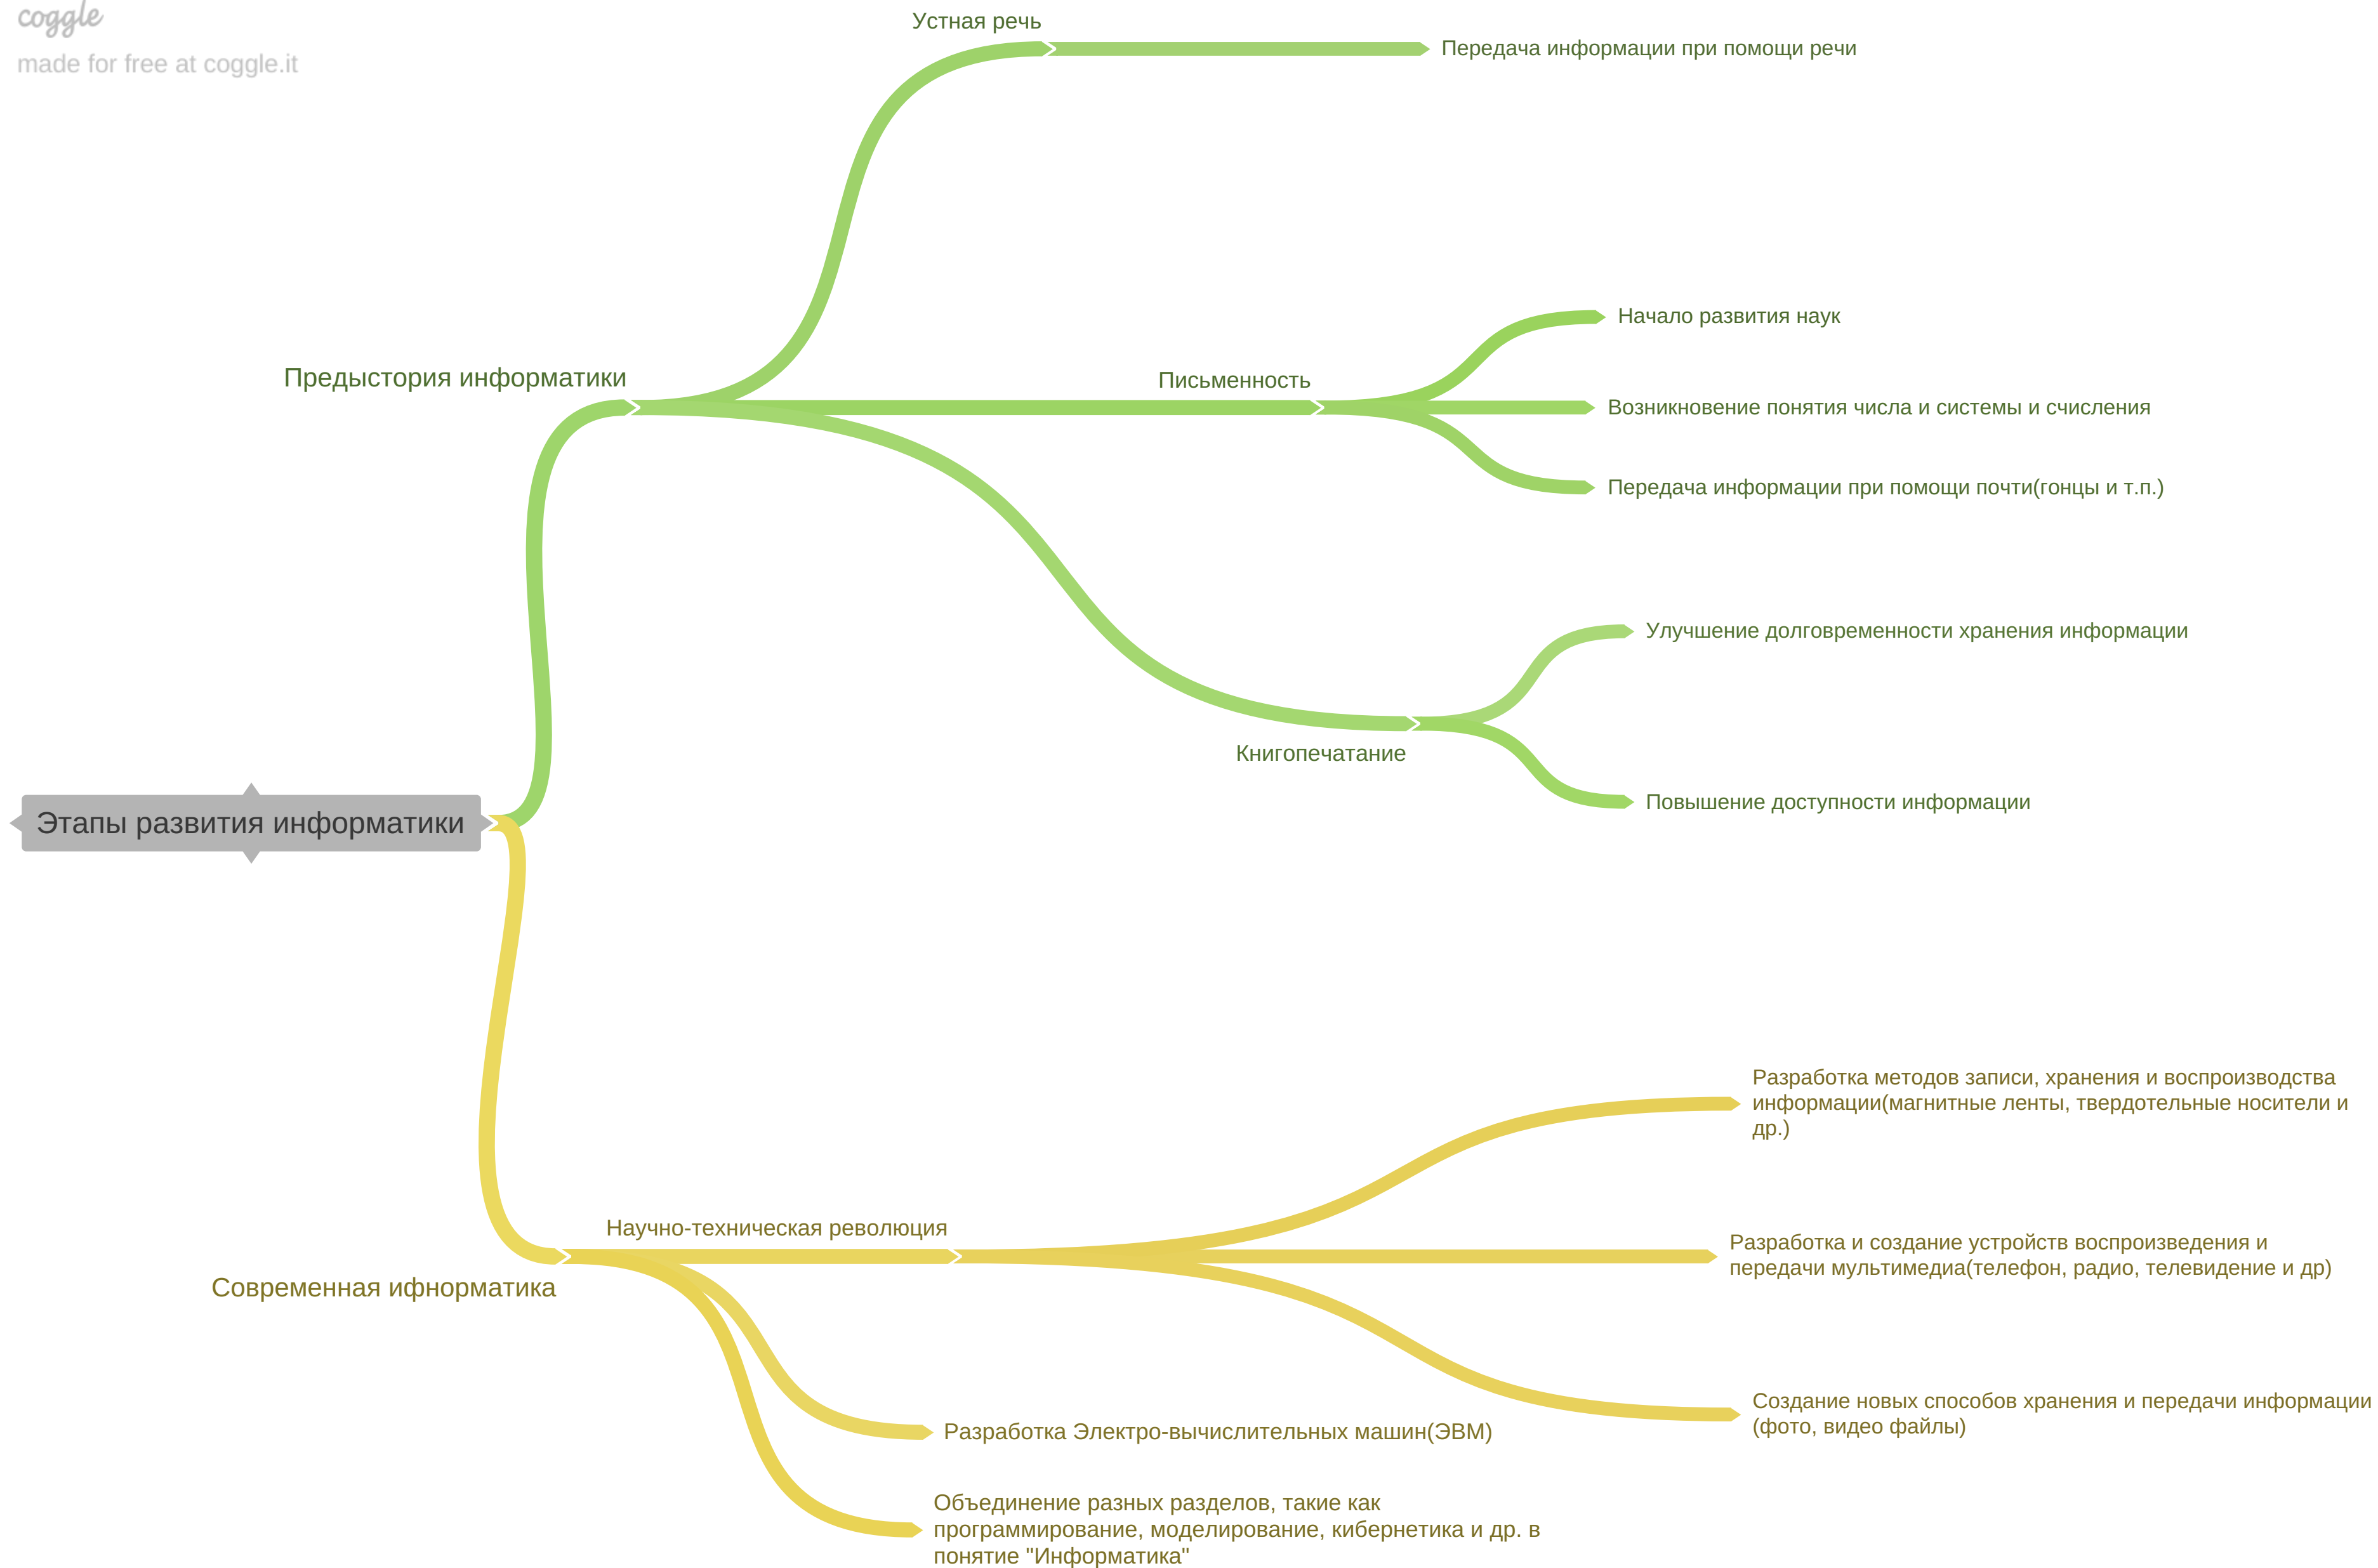 coggle
made for free at coggle.it
Устная речь
Передача информации при помощи речи
Начало развития наук
Предыстория информатики
Письменность
Возникновение понятия числа и системы и счисления
Передача информации при помощи почти(гонцы и т.п.)
Улучшение долговременности хранения информации
Книгопечатание
Повышение доступности информации
Этапы развития информатики
Разработка методов записи, хранения и воспроизводства
информации(магнитные ленты, твердотельные носители и
др.)
Научно-техническая революция
Разработка и создание устройств воспроизведения и
передачи мультимедиа(телефон, радио, телевидение и др)
Современная ифнорматика
Создание новых способов хранения и передачи информации
(фото, видео файлы)
Разработка Электро-вычислительных машин(ЭВМ)
Объединение разных разделов, такие как
программирование, моделирование, кибернетика и др. в
понятие "Информатика"